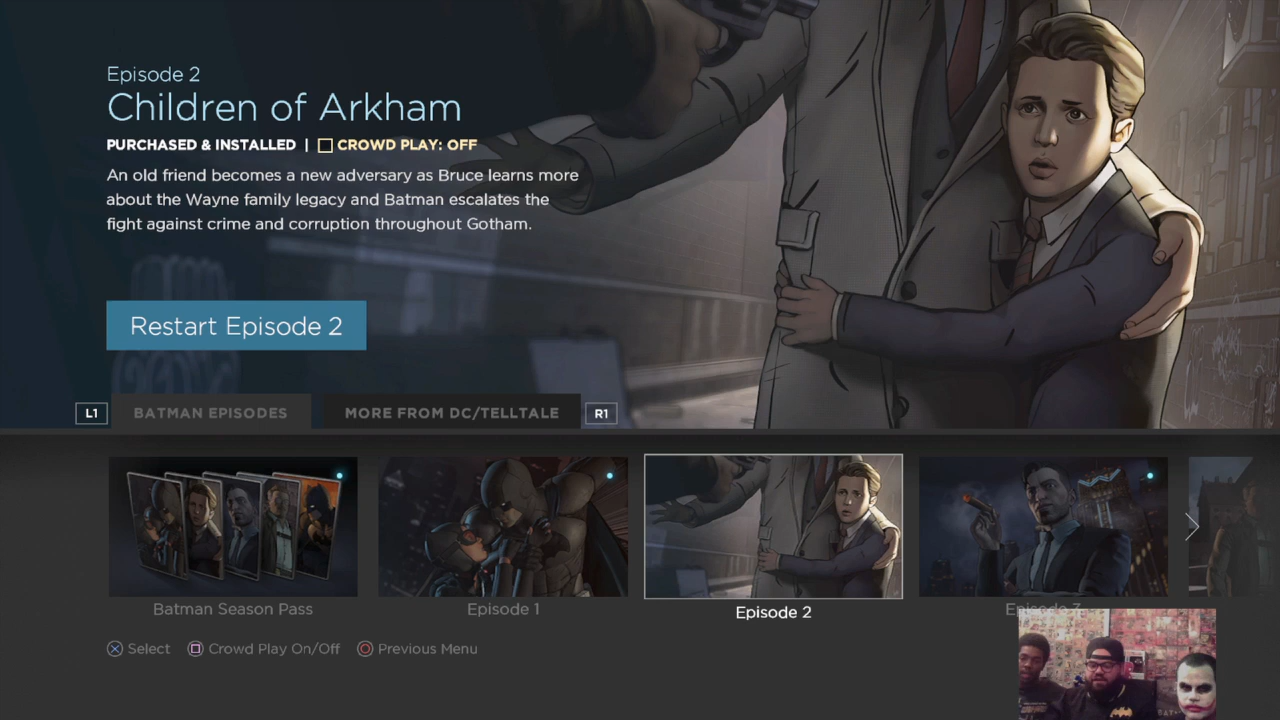 Episode 2
Children of Arkham
PURCHASED & INSTALLED | CROWD PLAY: OFF
An old friend becomes a new adversary as Bruce learns more
about the Wayne family legacy and Batman escalates the
fight against crime and corruption throughout Gotham.
Restart Episode 2
L1 BATMAN EPISODES MORE FROM DC/TELLTALE R1
Batman Season Pass Episode 1 Episode 2 Episode 3
Select Crowd Play On/Off Previous Menu